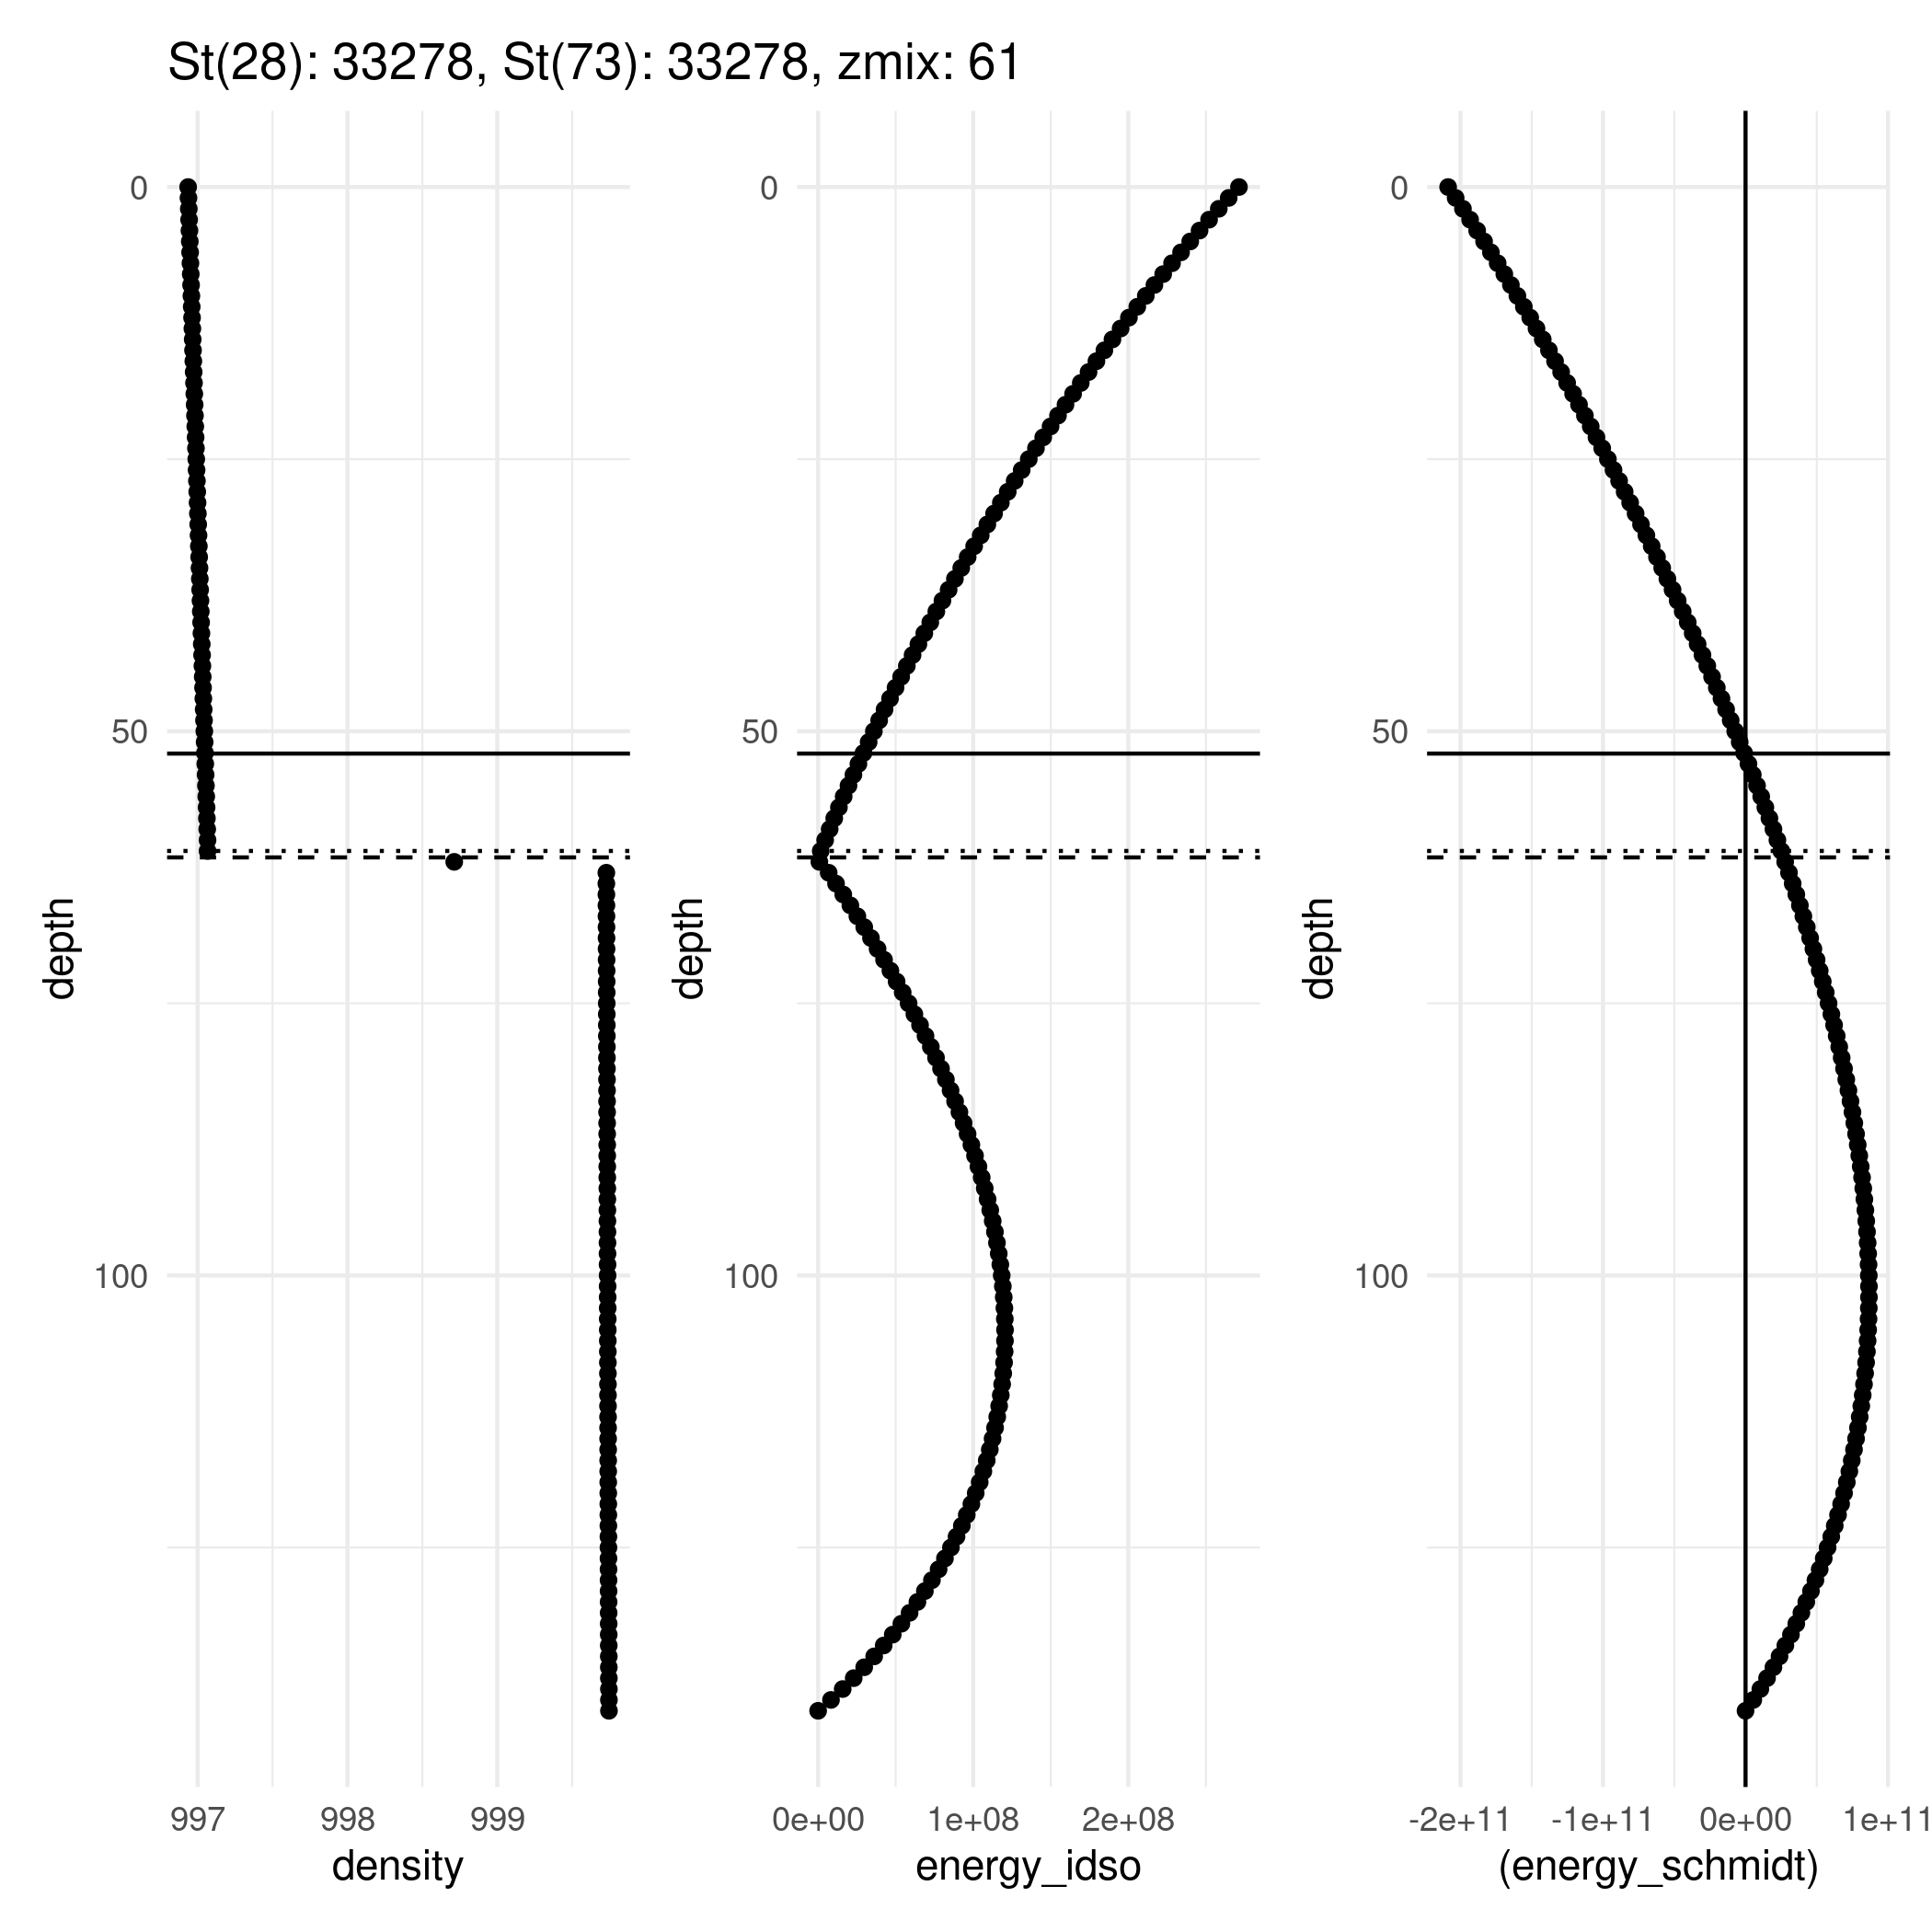 St(28): 33278, St(73): 33278, zmix: 61
0
50
100
depth
997 998 999
density
0
50
100
depth
0e+00 1e+08 2e+08
energy_idso
0
50
100
depth
-2e+11 -1e+11 0e+00 1e+11
(energy_schmidt)